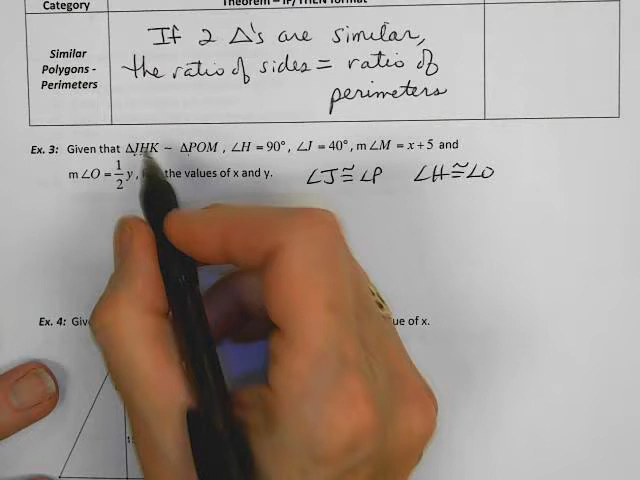 Category Theorem – IF/THEN format
Similar
Polygons -
Perimeters
If 2 Δ's are similar,
the ratio of sides = ratio of
perimeters
Ex. 3: Given that ΔJHK ~ ΔPOM, ∠H = 90°, ∠J = 40°, m∠M = x+5 and
m∠O = 1/2 y, the values of x and y. ∠J ≅ ∠P ∠H ≅ ∠O
Ex. 4: Giv ue of x.